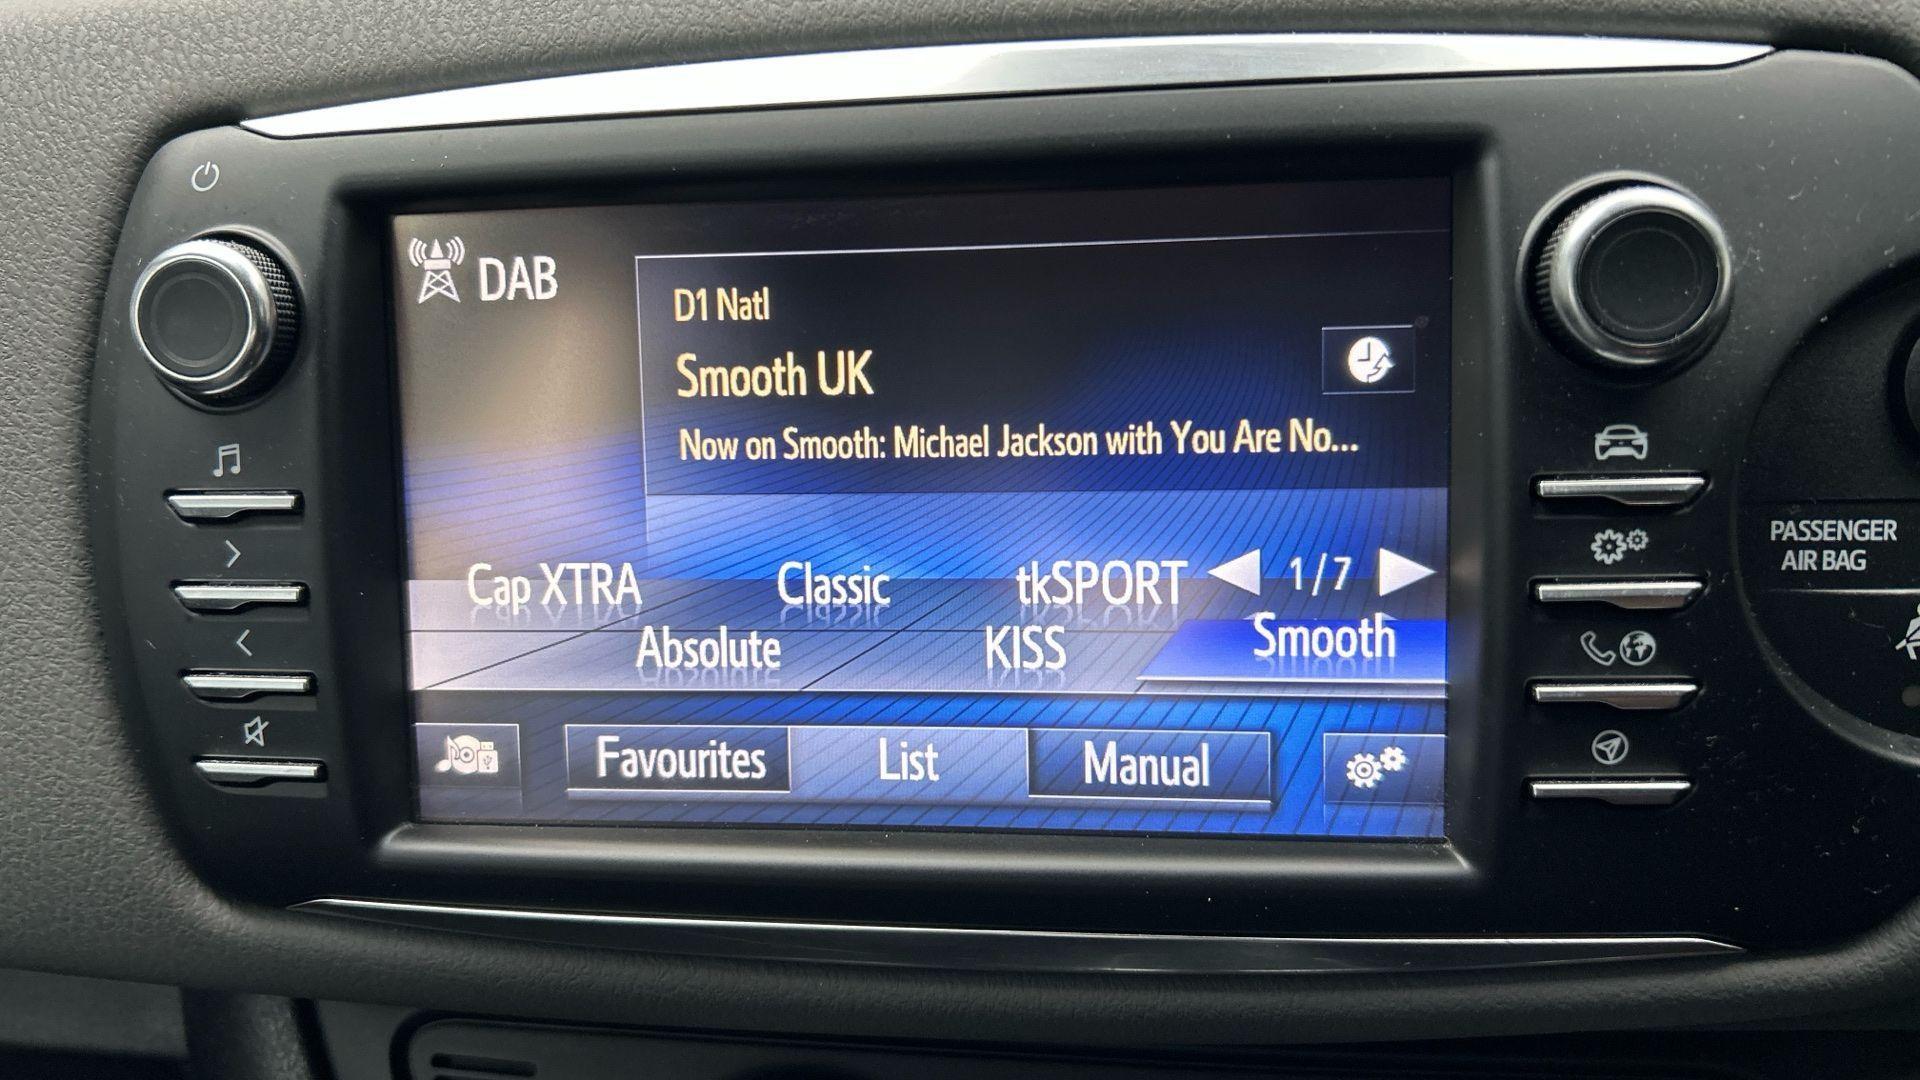 DAB
D1 Natl
Smooth UK
Now on Smooth: Michael Jackson with You Are No...
Cap XTRA Classic tkSPORT 1/7
Absolute KISS Smooth
Favourites List Manual
PASSENGER
AIR BAG